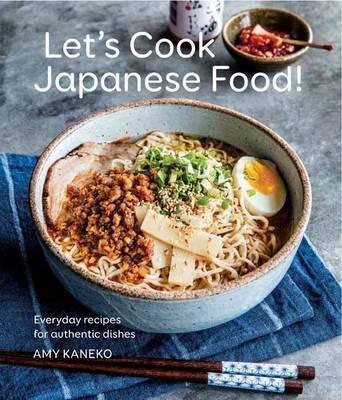 Let's Cook
Japanese Food!
Everyday recipes
for authentic dishes
AMY KANEKO